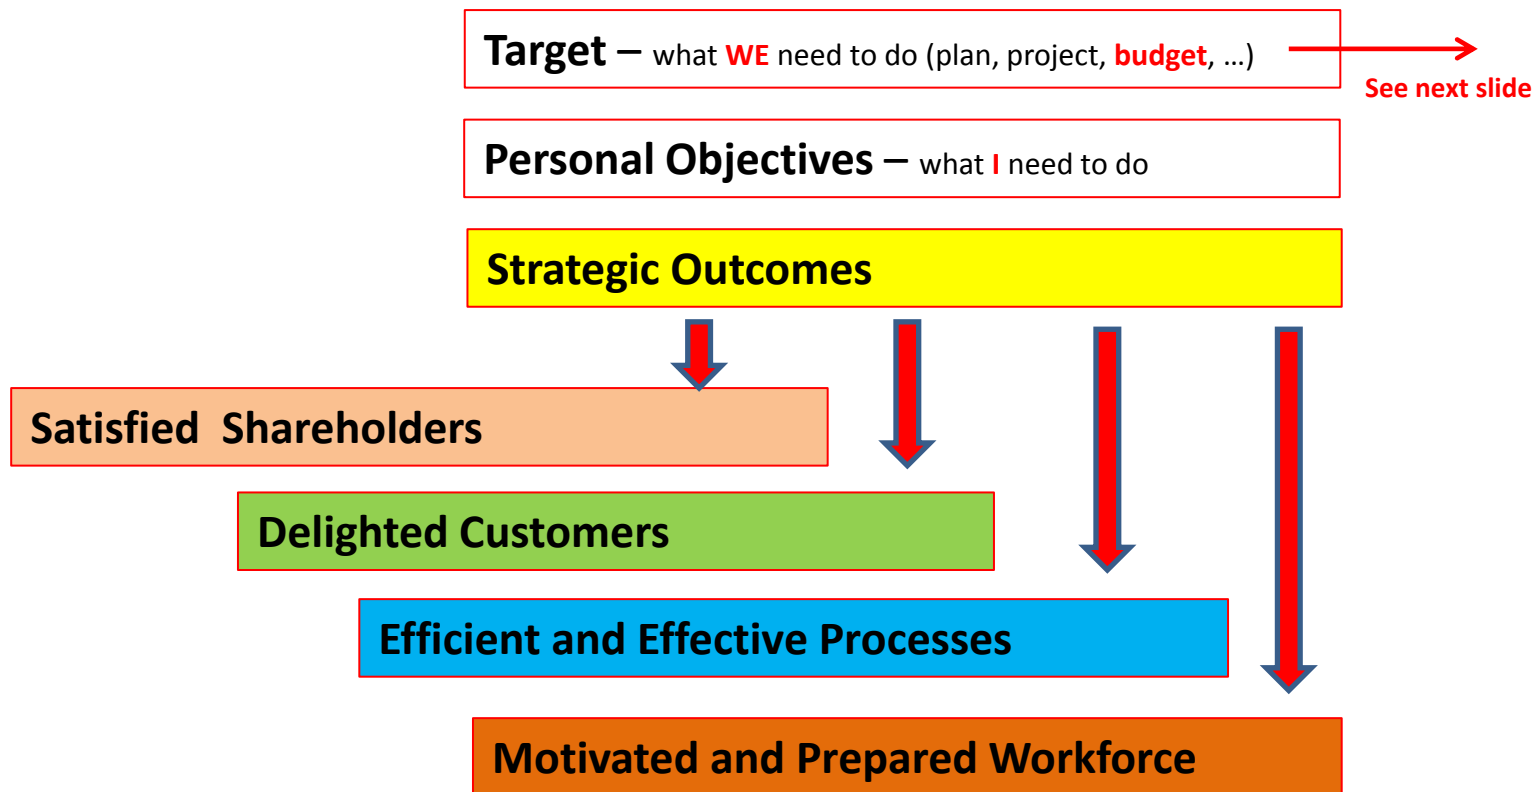 Target – what WE need to do (plan, project, budget, ...)
See next slide
Personal Objectives – what I need to do
Strategic Outcomes
Satisfied  Shareholders
Delighted Customers
Efficient and Effective Processes
Motivated and Prepared Workforce